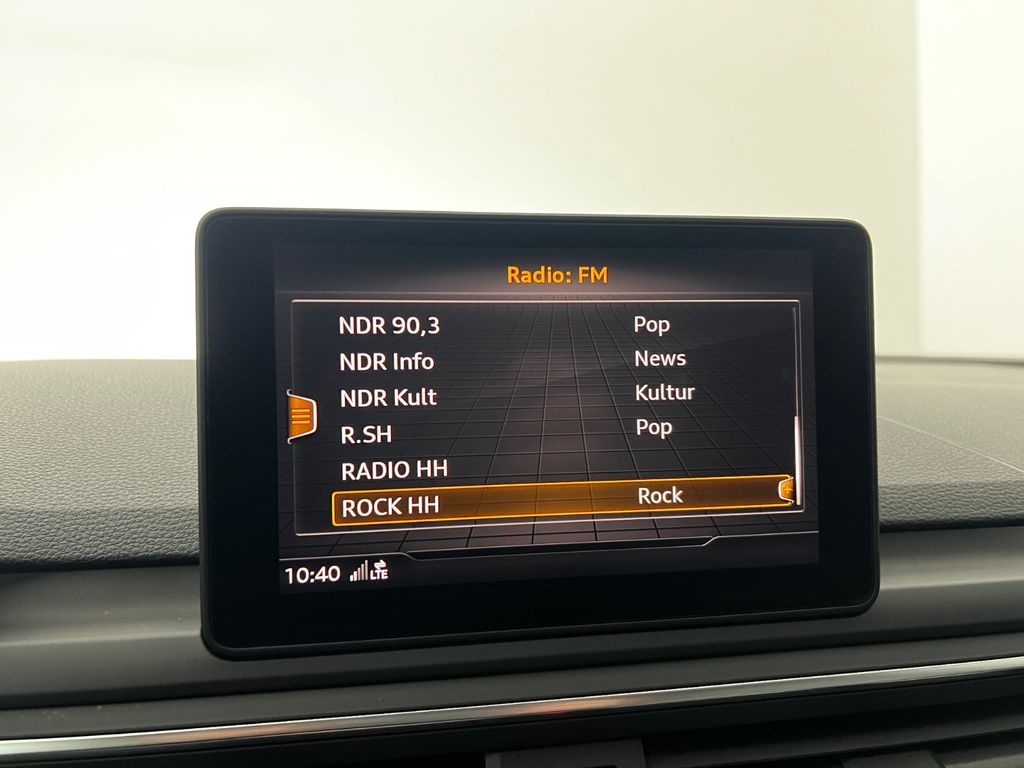 Radio: FM
NDR 90,3 Pop
NDR Info News
NDR Kult Kultur
R.SH Pop
RADIO HH
ROCK HH Rock
10:40 LTE